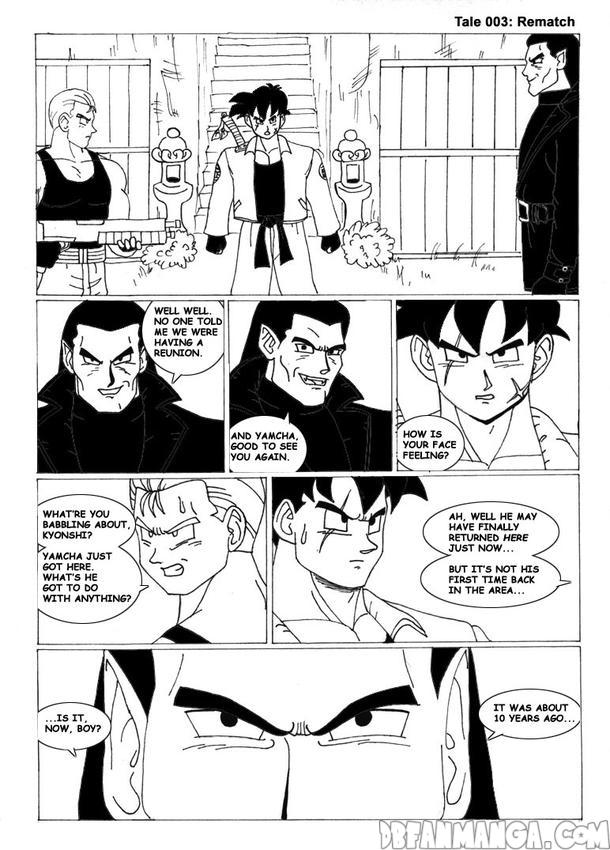 Tale 003: Rematch
WELL WELL.
NO ONE TOLD
ME WE WERE
HAVING A
REUNION.
AND YAMCHA,
GOOD TO SEE
YOU AGAIN.
HOW IS
YOUR FACE
FEELING?
WHAT'RE YOU
BABBLING ABOUT,
KYONSHI?
YAMCHA JUST
GOT HERE.
WHAT'S HE
GOT TO DO
WITH ANYTHING?
AH, WELL HE MAY
HAVE FINALLY
RETURNED HERE
JUST NOW...
BUT IT'S NOT HIS
FIRST TIME BACK
IN THE AREA...
...IS IT,
NOW, BOY?
IT WAS ABOUT
10 YEARS AGO...
DBFANMANGA.COM